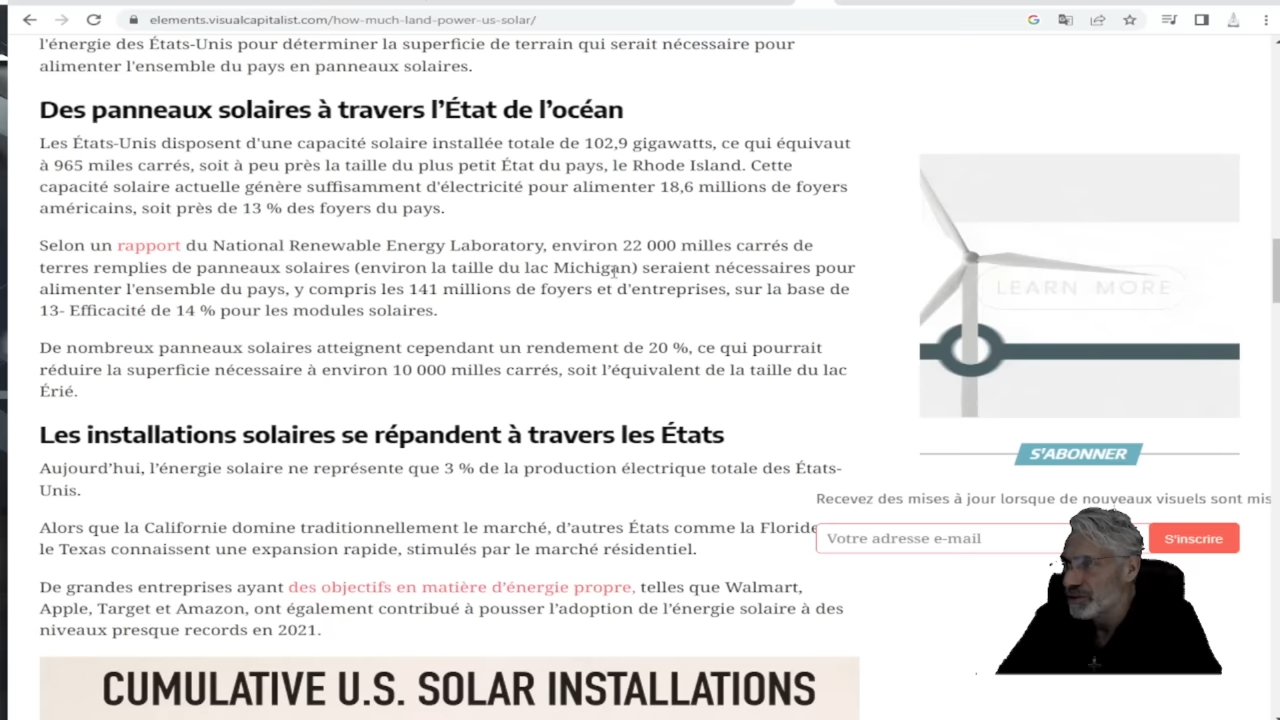 elements.visualcapitalist.com/how-much-land-power-us-solar/
l'énergie des États-Unis pour déterminer la superficie de terrain qui serait nécessaire pour
alimenter l'ensemble du pays en panneaux solaires.
Des panneaux solaires à travers l'État de l'océan
Les États-Unis disposent d'une capacité solaire installée totale de 102,9 gigawatts, ce qui équivaut
à 965 miles carrés, soit à peu près la taille du plus petit État du pays, le Rhode Island. Cette
capacité solaire actuelle génère suffisamment d'électricité pour alimenter 18,6 millions de foyers
américains, soit près de 13 % des foyers du pays.
Selon un rapport du National Renewable Energy Laboratory, environ 22 000 milles carrés de
terres remplies de panneaux solaires (environ la taille du lac Michigan) seraient nécessaires pour
alimenter l'ensemble du pays, y compris les 141 millions de foyers et d'entreprises, sur la base de
13- Efficacité de 14 % pour les modules solaires.
De nombreux panneaux solaires atteignent cependant un rendement de 20 %, ce qui pourrait
réduire la superficie nécessaire à environ 10 000 milles carrés, soit l'équivalent de la taille du lac
Érié.
Les installations solaires se répandent à travers les États
Aujourd'hui, l'énergie solaire ne représente que 3 % de la production électrique totale des États-
Unis.
Alors que la Californie domine traditionnellement le marché, d'autres États comme la Floride
le Texas connaissent une expansion rapide, stimulés par le marché résidentiel.
De grandes entreprises ayant des objectifs en matière d'énergie propre, telles que Walmart,
Apple, Target et Amazon, ont également contribué à pousser l'adoption de l'énergie solaire à des
niveaux presque records en 2021.
CUMULATIVE U.S. SOLAR INSTALLATIONS
LEARN MORE
S'ABONNER
Recevez des mises à jour lorsque de nouveaux visuels sont mis
Votre adresse e-mail
S'inscrire